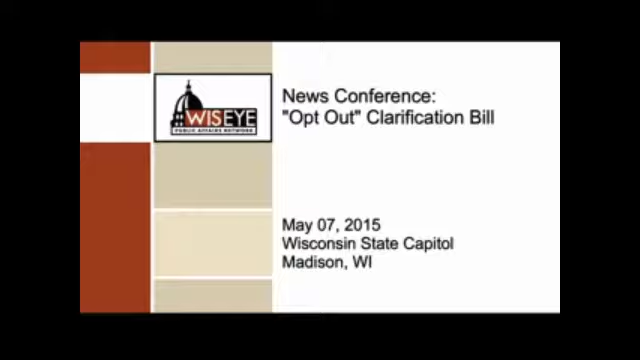 WISEYE
PUBLIC AFFAIRS NETWORK
News Conference:
"Opt Out" Clarification Bill
May 07, 2015
Wisconsin State Capitol
Madison, WI